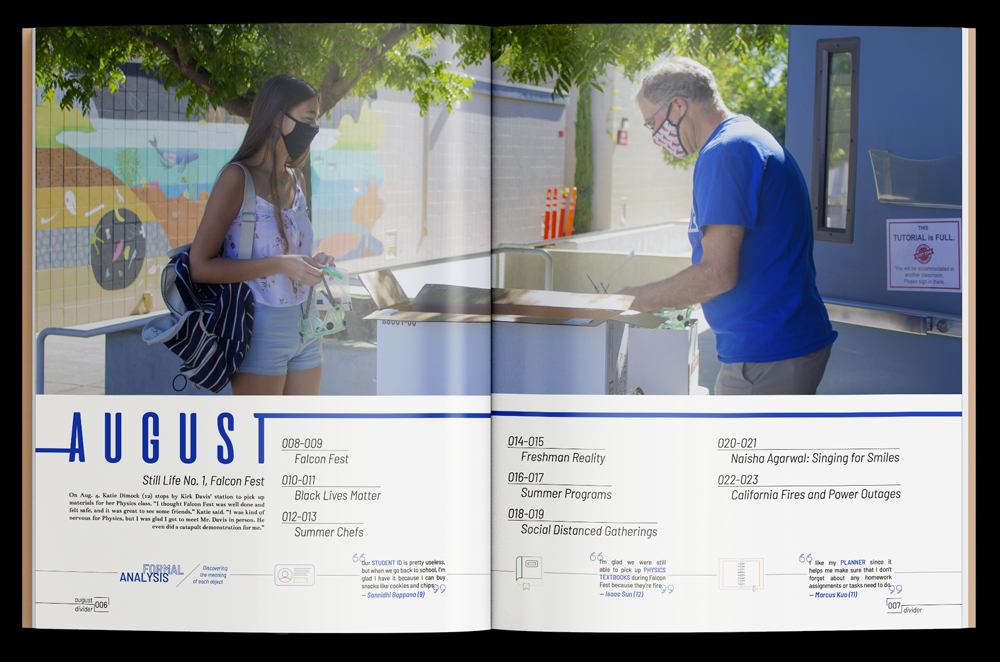 THIS
TUTORIAL is FULL.
You will be accommodated in
another classroom.
Please sign in there.
AUGUST
Still Life No. 1, Falcon Fest
On Aug. 4, Katie Dimock (12) stops by Kirk Davis' station to pick up
materials for her Physics class. "I thought Falcon Fest was well done and
felt safe, and it was great to see some friends," Katie said. "I was kind of
nervous for Physics, but I was glad I got to meet Mr. Davis in person. He
even did a catapult demonstration for me."
008-009
Falcon Fest
010-011
Black Lives Matter
012-013
Summer Chefs
014-015
Freshman Reality
016-017
Summer Programs
018-019
Social Distanced Gatherings
020-021
Naisha Agarwal: Singing for Smiles
022-023
California Fires and Power Outages
FORMAL
ANALYSIS
Discovering
the meaning
of each object
Our STUDENT ID is pretty useless,
but when we go back to school, I'm
glad I have it because I can buy
snacks like cookies and chips.
— Sannidhi Boppana (9)
I'm glad we were still
able to pick up PHYSICS
TEXTBOOKS during Falcon
Fest because they're fire.
— Isaac Sun (12)
I like my PLANNER since it
helps me make sure that I don't
forget about any homework
assignments or tasks need to do.
— Marcus Kuo (11)
august
divider 006
007 divider